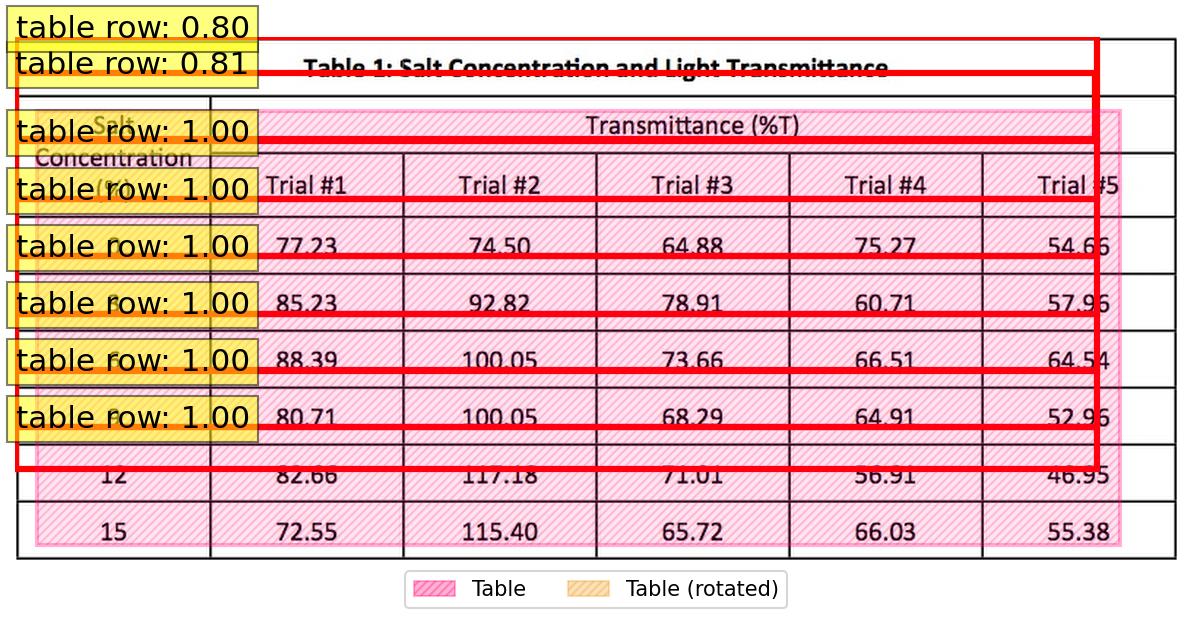 table row: 0.80
table row: 0.81
Table 1: Salt Concentration and Light Transmittance
table row: 1.00
Salt
Concentration
(%)
Transmittance (%T)
table row: 1.00
Trial #1 Trial #2 Trial #3 Trial #4 Trial #5
table row: 1.00
0 77.23 74.50 64.88 75.27 54.66
table row: 1.00
85.23 92.82 78.91 60.71 57.96
table row: 1.00
88.39 100.05 73.66 66.51 64.54
table row: 1.00
80.71 100.05 68.29 64.91 52.96
12 82.66 117.18 71.01 56.91 46.95
15 72.55 115.40 65.72 66.03 55.38
Table
Table (rotated)